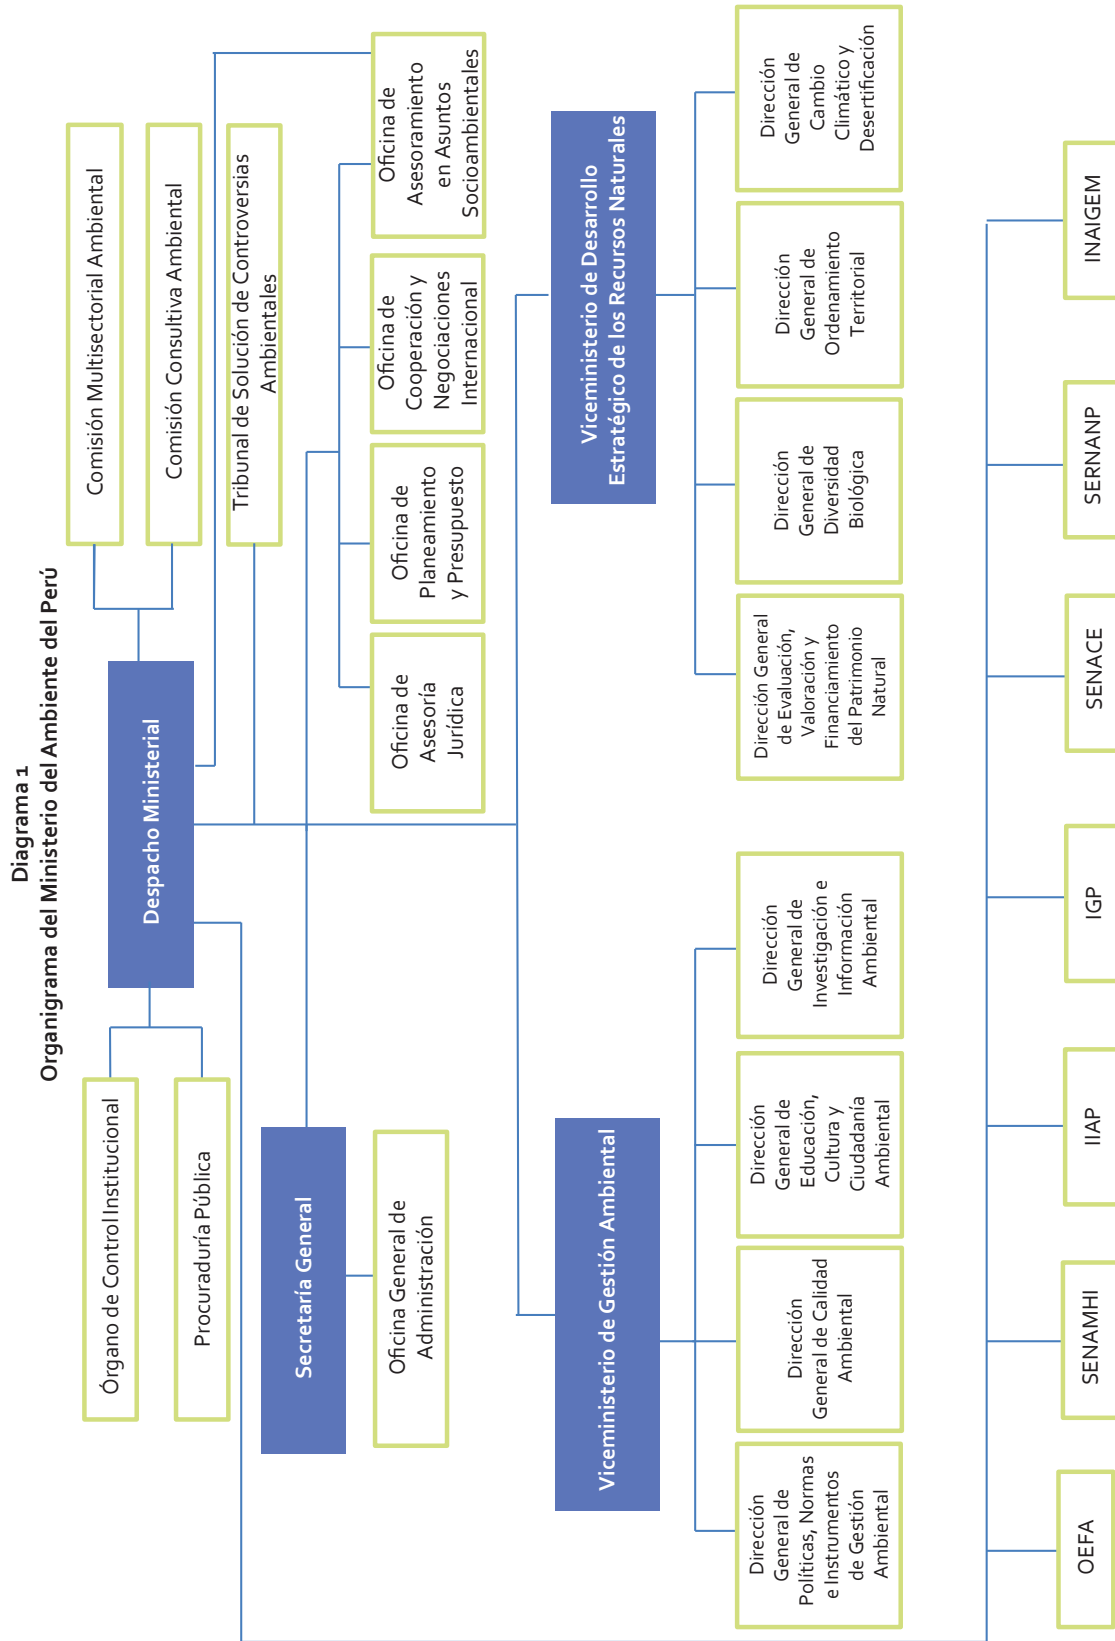 Diagrama 1
Organigrama del Ministerio del Ambiente del Perú
Órgano de Control Institucional
Procuraduría Pública
Despacho Ministerial
Comisión Multisectorial Ambiental
Comisión Consultiva Ambiental
Tribunal de Solución de Controversias
Ambientales
Secretaría General
Oficina General de
Administración
Oficina de
Asesoría
Jurídica
Oficina de
Planeamiento
y Presupuesto
Oficina de
Cooperación y
Negociaciones
Internacional
Oficina de
Asesoramiento
en Asuntos
Socioambientales
Viceministerio de Gestión Ambiental
Viceministerio de Desarrollo
Estratégico de los Recursos Naturales
Dirección
General de
Políticas, Normas
e Instrumentos
de Gestión
Ambiental
Dirección
General de Calidad
Ambiental
Dirección
General de
Educación,
Cultura y
Ciudadanía
Ambiental
Dirección
General de
Investigación e
Información
Ambiental
Dirección General
de Evaluación,
Valoración y
Financiamiento
del Patrimonio
Natural
Dirección
General de
Diversidad
Biológica
Dirección
General de
Ordenamiento
Territorial
Dirección
General de
Cambio
Climático y
Desertificación
OEFA
SENAMHI
IIAP
IGP
SENACE
SERNANP
INAIGEM